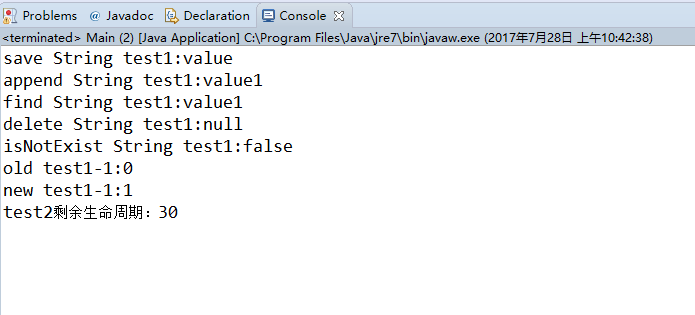 Problems @ Javadoc Declaration Console
<terminated> Main (2) [Java Application] C:\Program Files\Java\jre7\bin\javaw.exe (2017年7月28日 上午10:42:38)
save String test1:value
append String test1:value1
find String test1:value1
delete String test1:null
isNotExist String test1:false
old test1-1:0
new test1-1:1
test2剩余生命周期：30